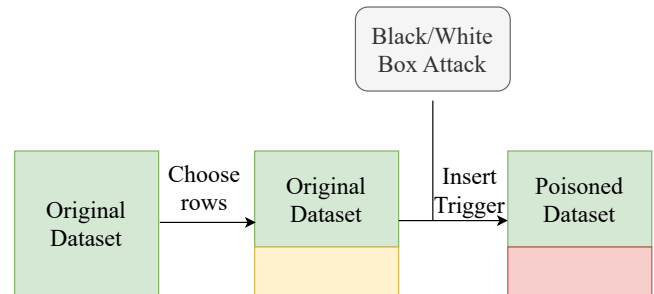 Black/White
Box Attack
Choose
rows
Insert
Trigger
Original
Dataset
Original
Dataset
Poisoned
Dataset